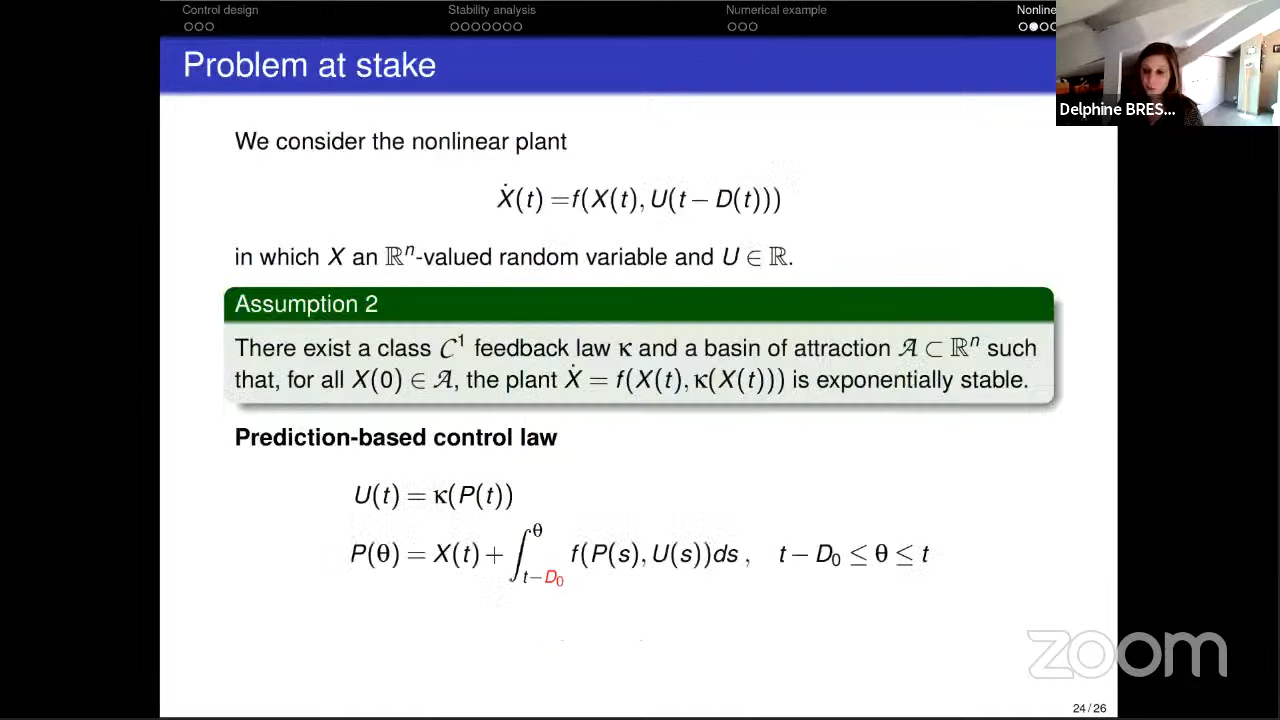 Control design
Stability analysis
Numerical example
Nonline
Problem at stake
Delphine BRES...
We consider the nonlinear plant
Ẋ(t) =f(X(t), U(t − D(t)))
in which X an ℝⁿ-valued random variable and U ∈ ℝ.
Assumption 2
There exist a class 𝒞¹ feedback law κ and a basin of attraction 𝒜 ⊂ ℝⁿ such
that, for all X(0) ∈ 𝒜, the plant Ẋ = f(X(t), κ(X(t))) is exponentially stable.
Prediction-based control law
U(t) = κ(P(t))
P(θ) = X(t) + ∫_{t−D₀}^{θ} f(P(s), U(s))ds , t − D₀ ≤ θ ≤ t
zoom
24 / 26